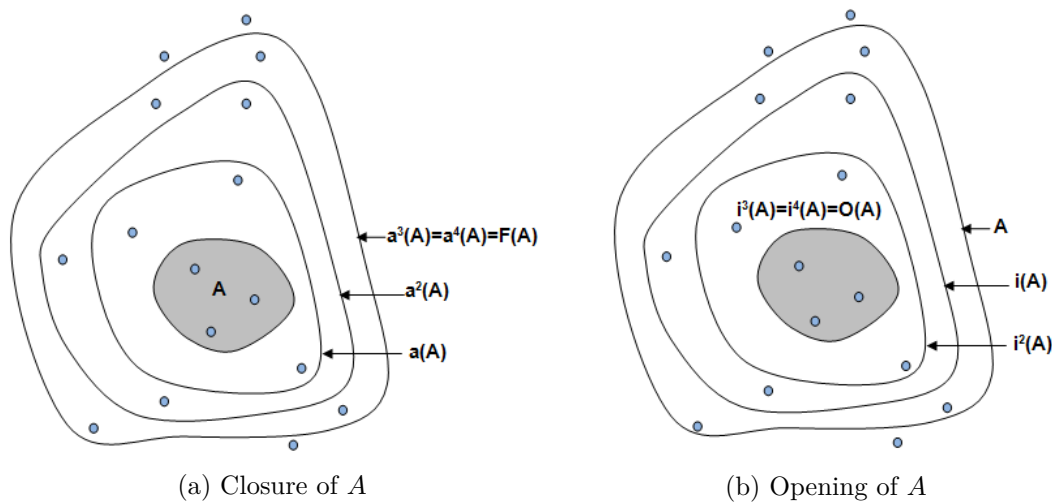 a³(A)=a⁴(A)=F(A)
A
a²(A)
a(A)
(a) Closure of A
i³(A)=i⁴(A)=O(A)
A
i(A)
i²(A)
(b) Opening of A